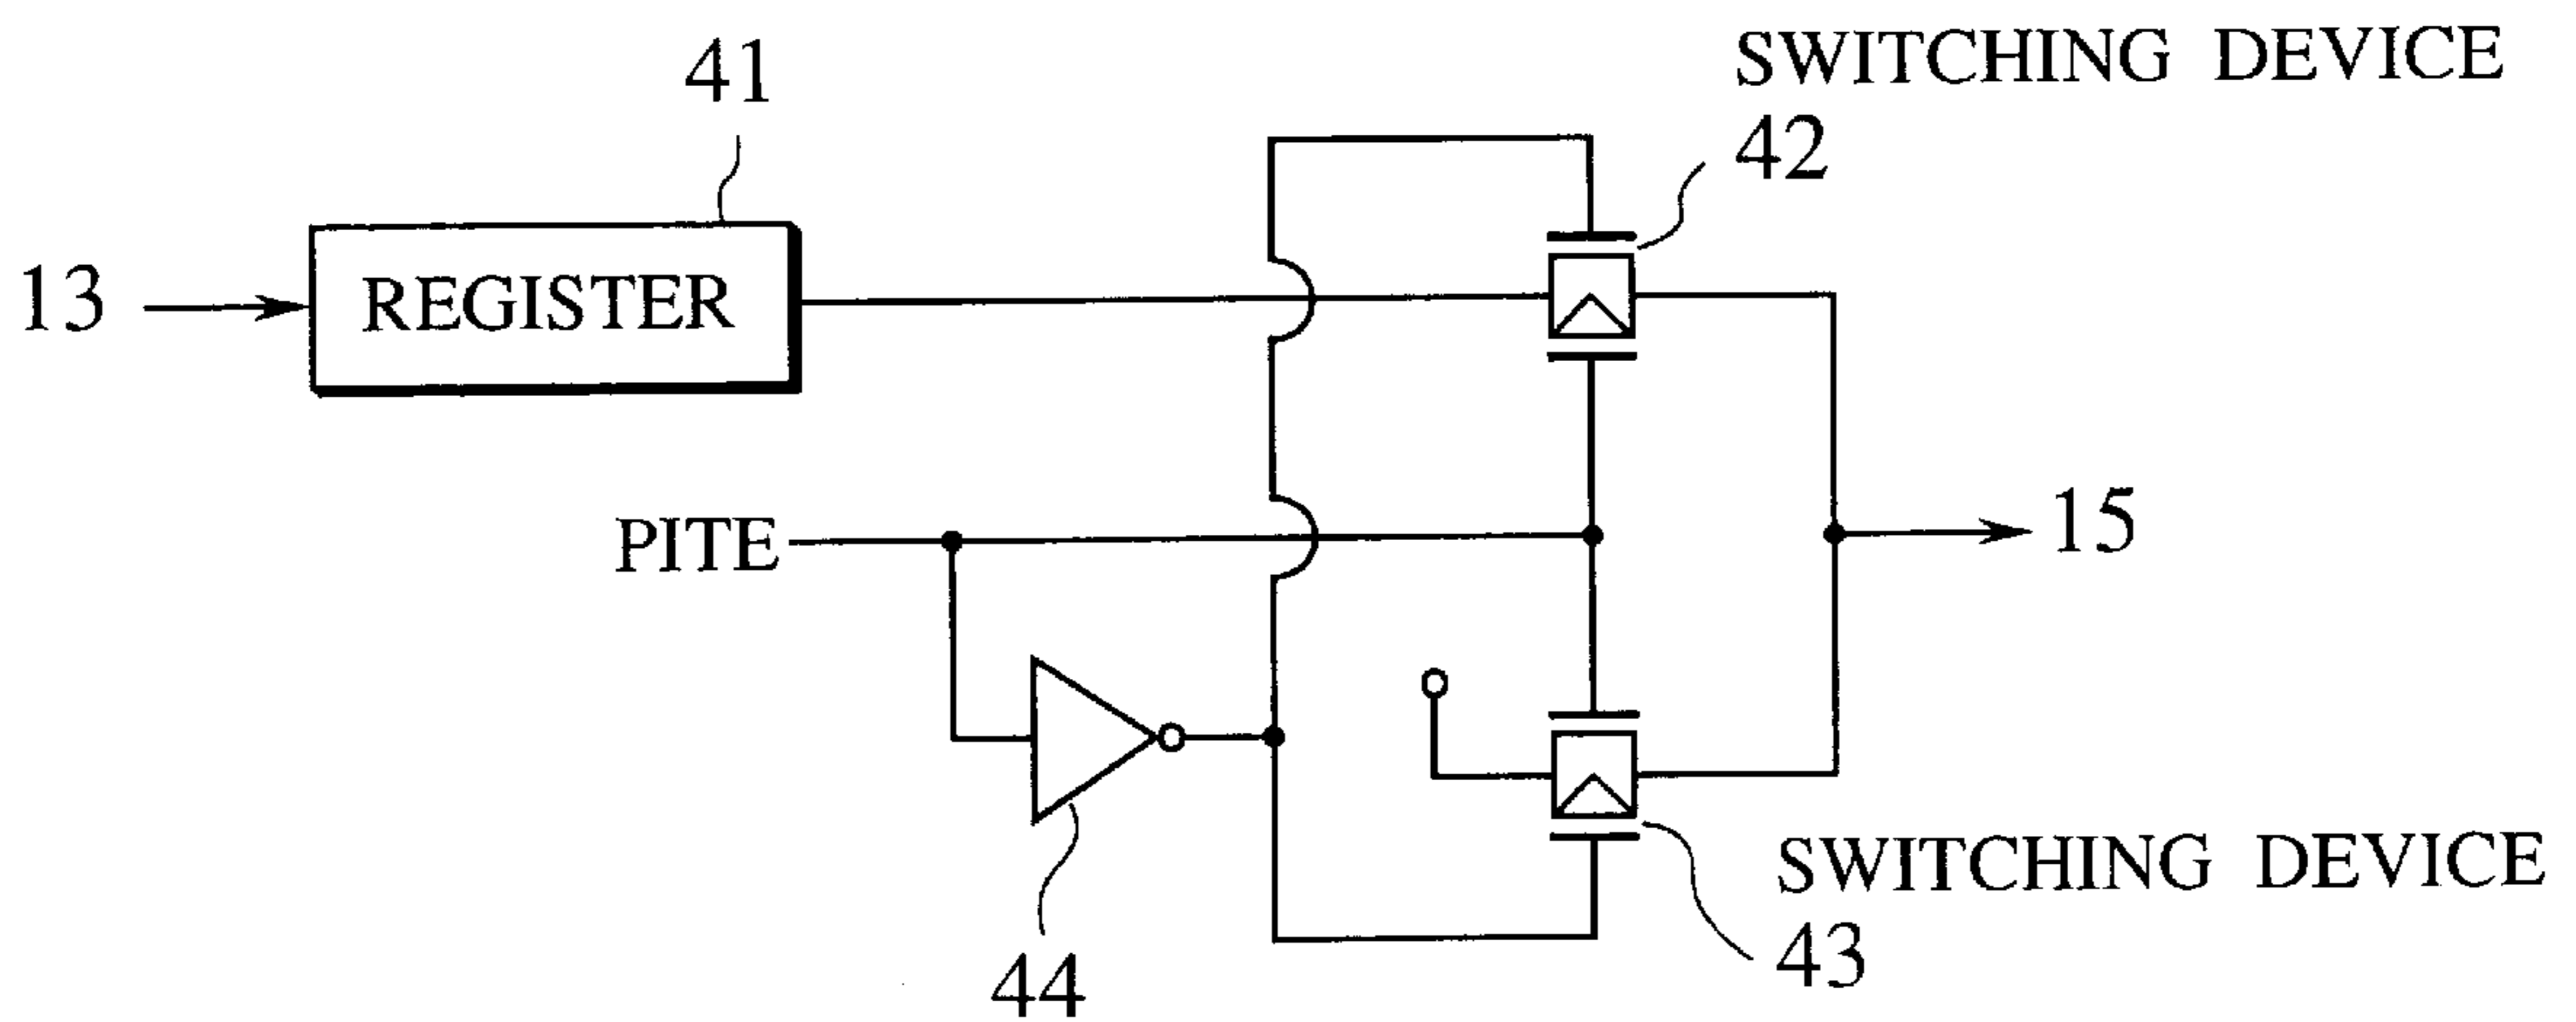 SWITCHING DEVICE
42
41
13
REGISTER
PITE
15
SWITCHING DEVICE
43
44